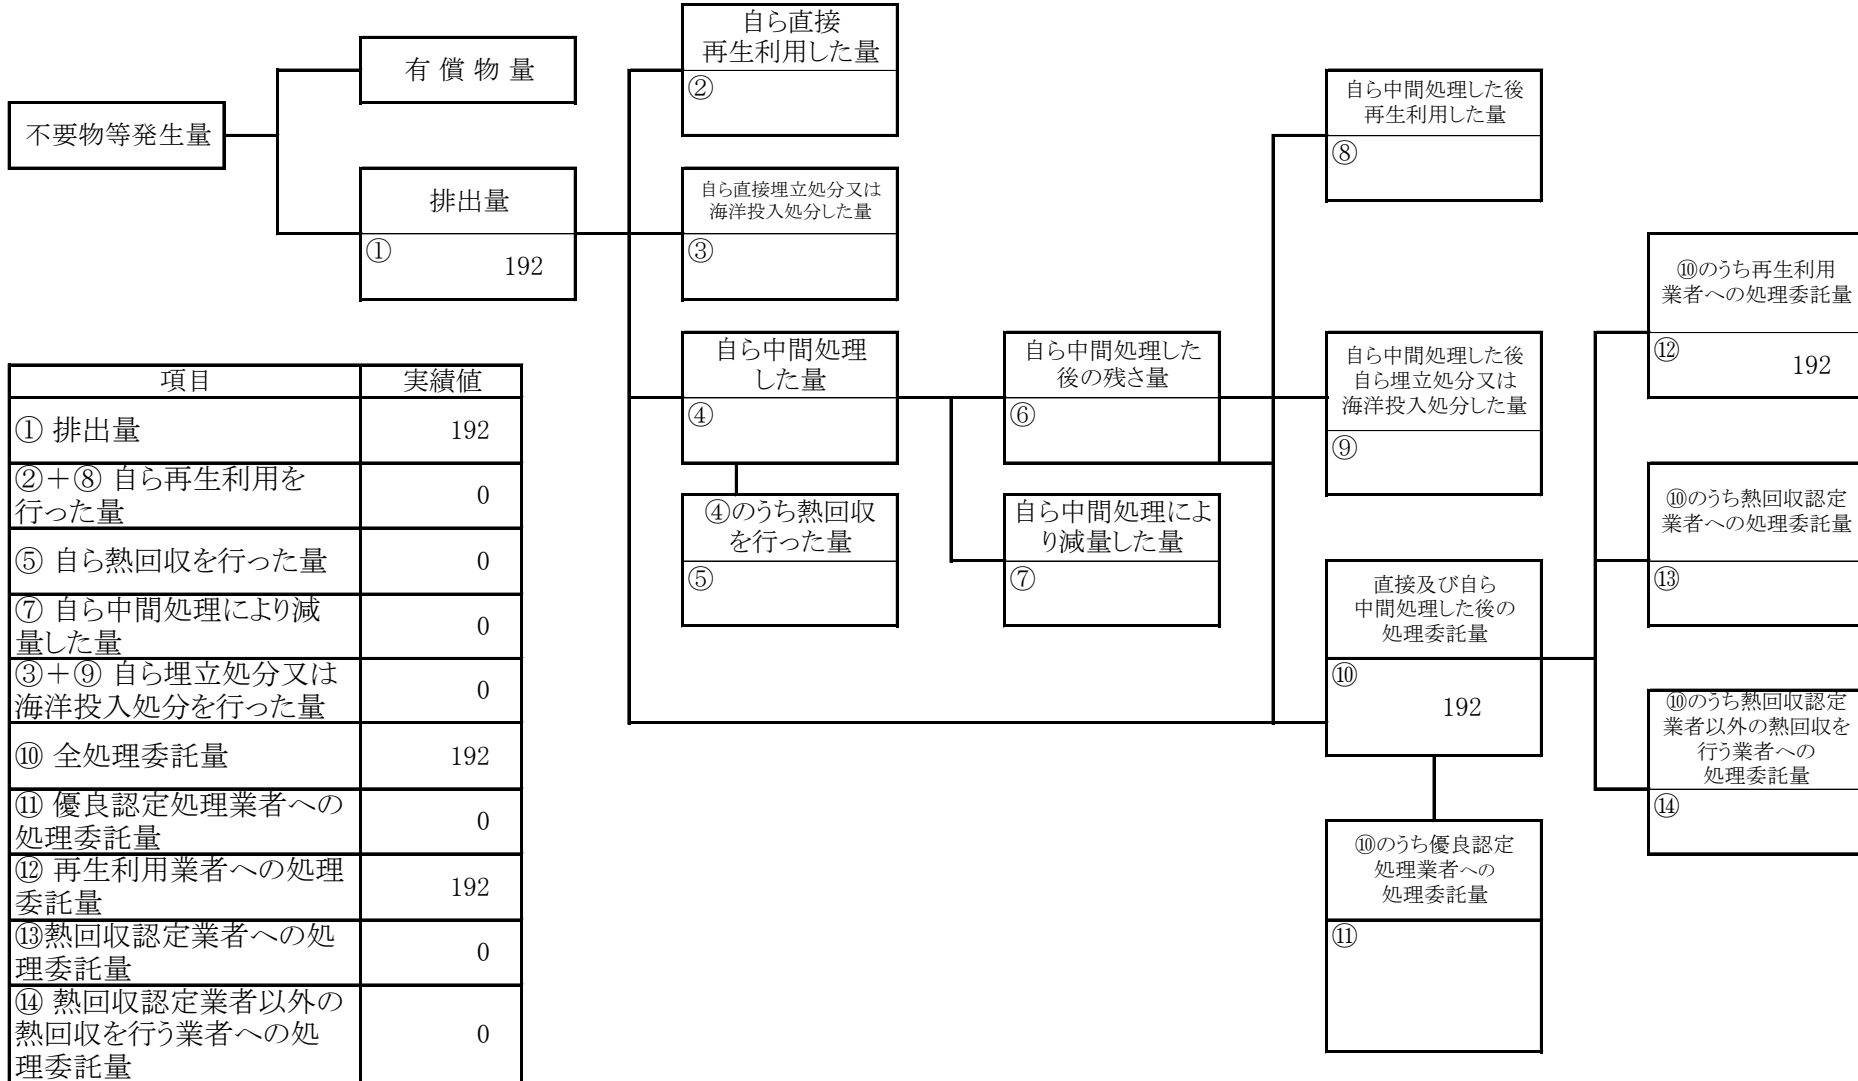 不要物等発生量
有 償 物 量
排出量
①
192
自ら直接
再生利用した量
②
自ら直接埋立処分又は
海洋投入処分した量
③
自ら中間処理
した量
④
④のうち熱回収
を行った量
⑤
自ら中間処理した
後の残さ量
⑥
自ら中間処理によ
り減量した量
⑦
自ら中間処理した後
再生利用した量
⑧
自ら中間処理した後
自ら埋立処分又は
海洋投入処分した量
⑨
直接及び自ら
中間処理した後の
処理委託量
⑩
192
⑩のうち優良認定
処理業者への
処理委託量
⑪
⑩のうち再生利用
業者への処理委託量
⑫
192
⑩のうち熱回収認定
業者への処理委託量
⑬
⑩のうち熱回収認定
業者以外の熱回収を
行う業者への
処理委託量
⑭
項目 実績値
① 排出量 192
②＋⑧ 自ら再生利用を
行った量 0
⑤ 自ら熱回収を行った量 0
⑦ 自ら中間処理により減
量した量 0
③＋⑨ 自ら埋立処分又は
海洋投入処分を行った量 0
⑩ 全処理委託量 192
⑪ 優良認定処理業者への
処理委託量 0
⑫ 再生利用業者への処理
委託量 192
⑬熱回収認定業者への処
理委託量 0
⑭ 熱回収認定業者以外の
熱回収を行う業者への処
理委託量 0